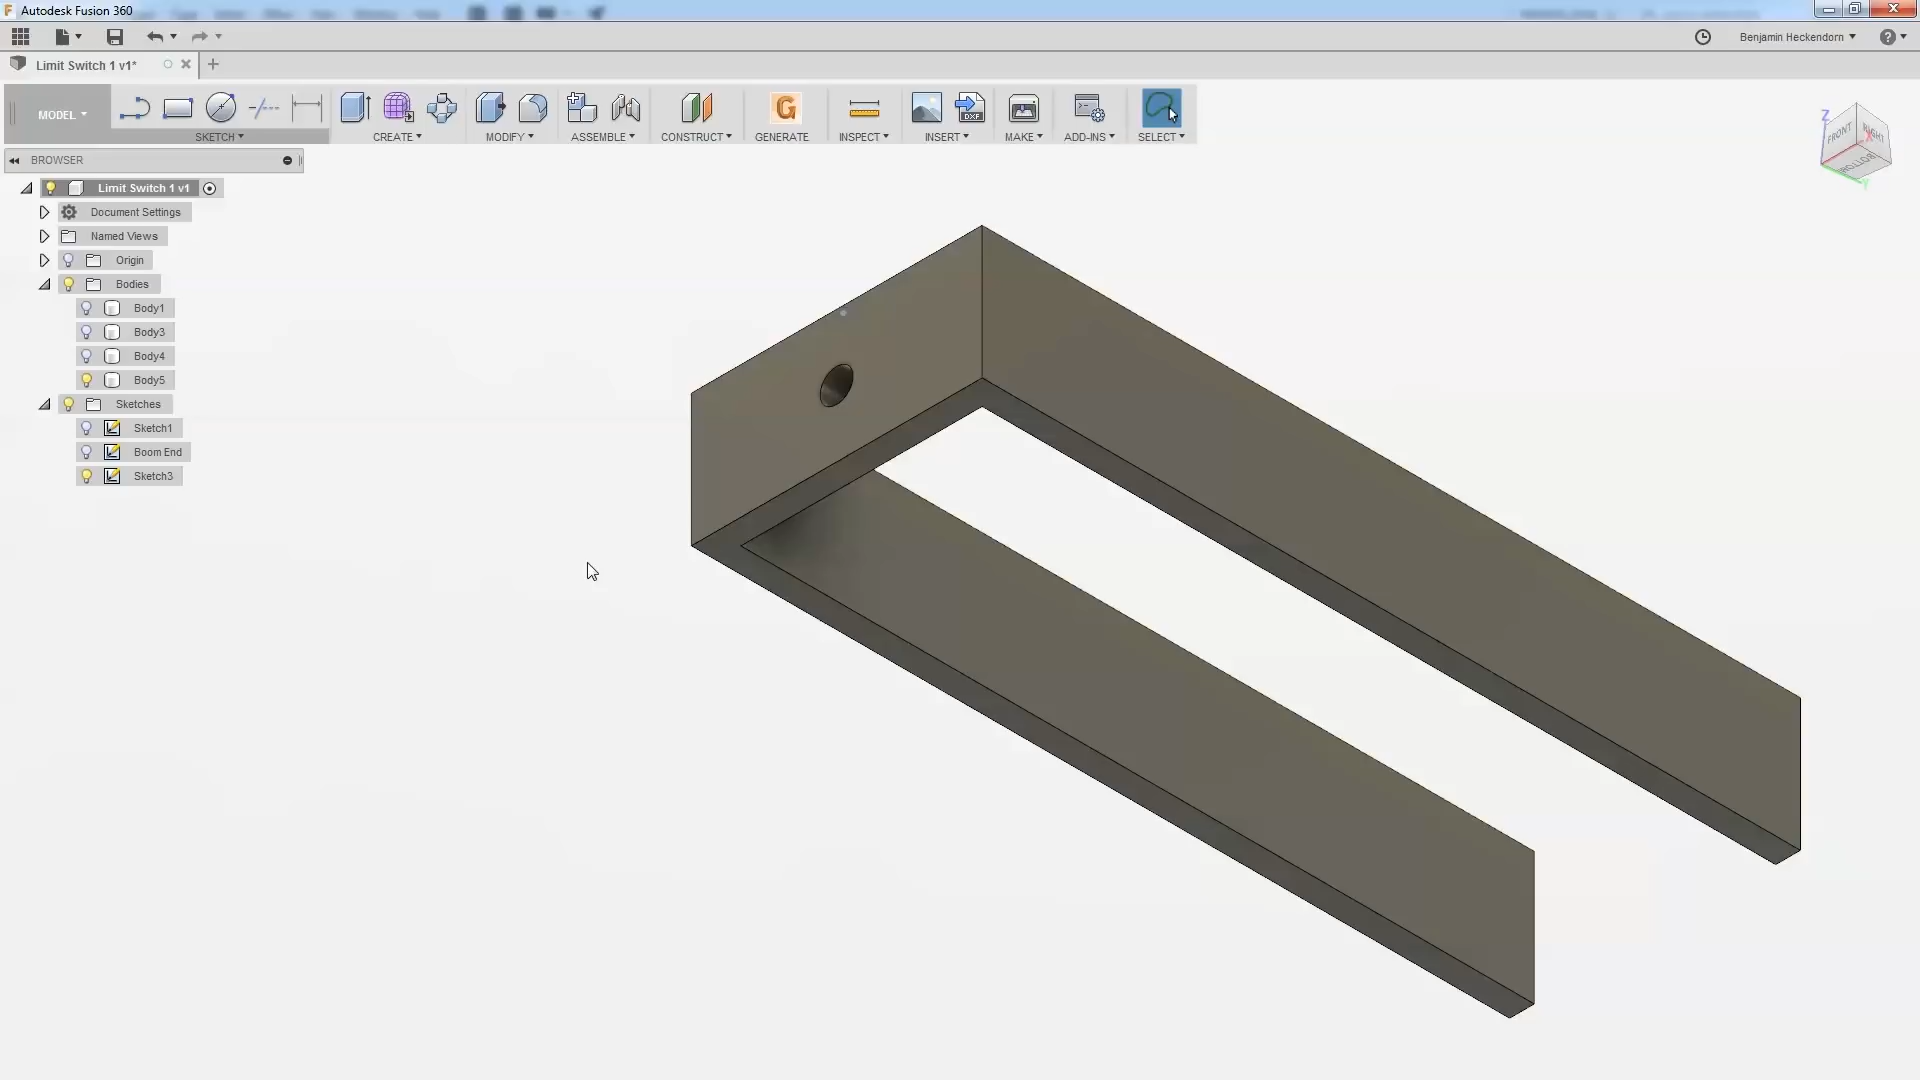 Autodesk Fusion 360
Benjamin Heckendorn
Limit Switch 1 v1*
MODEL
SKETCH
CREATE
MODIFY
ASSEMBLE
CONSTRUCT
GENERATE
INSPECT
INSERT
MAKE
ADD-INS
SELECT
G
DXF
Z
FRONT
RIGHT
X
BOTTOM
Y
BROWSER
Limit Switch 1 v1
Document Settings
Named Views
Origin
Bodies
Body1
Body3
Body4
Body5
Sketches
Sketch1
Boom End
Sketch3